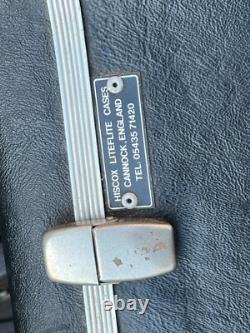 HISCOX LITEFLITE CASES
CANNOCK ENGLAND
TEL. 05435 71420